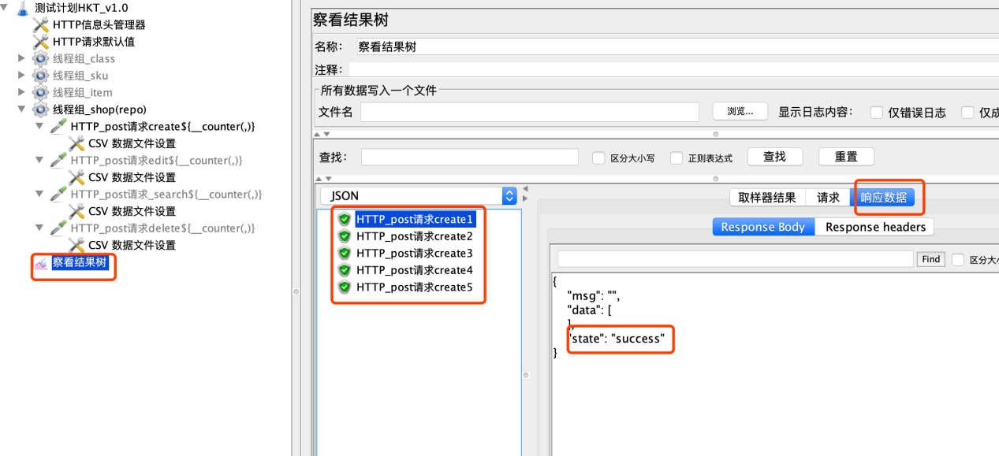 测试计划HKT_v1.0
HTTP信息头管理器
HTTP请求默认值
线程组_class
线程组_sku
线程组_item
线程组_shop(repo)
HTTP_post请求create${__counter(,)}
CSV 数据文件设置
HTTP_post请求edit${__counter(,)}
CSV 数据文件设置
HTTP_post请求_search${__counter(,)}
CSV 数据文件设置
HTTP_post请求delete${__counter(,)}
CSV 数据文件设置
察看结果树
察看结果树
名称： 察看结果树
注释：
所有数据写入一个文件
文件名 浏览... 显示日志内容： 仅错误日志 仅成
查找： 区分大小写 正则表达式 查找 重置
JSON
HTTP_post请求create1
HTTP_post请求create2
HTTP_post请求create3
HTTP_post请求create4
HTTP_post请求create5
取样器结果 请求 响应数据
Response Body Response headers
Find 区分大小
{
"msg": "",
"data": [
],
"state": "success"
}